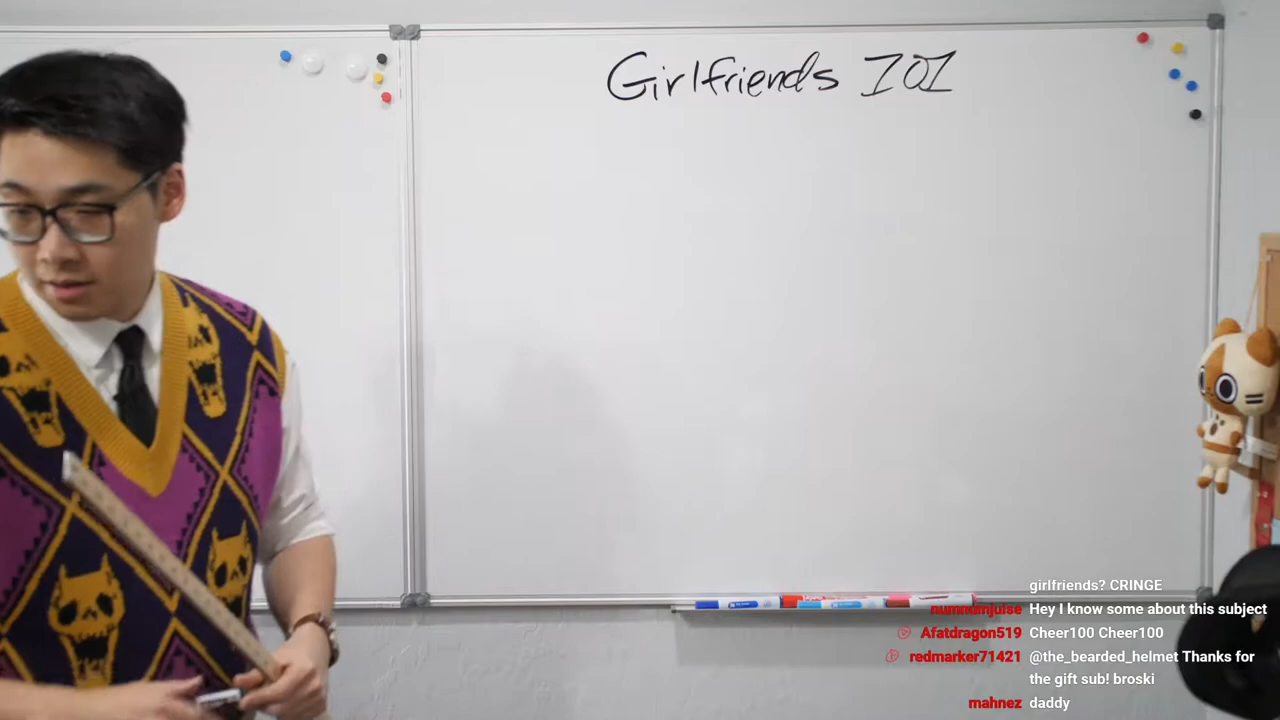 Girlfriends 101
girlfriends? CRINGE
numnumjuise Hey I know some about this subject
Afatdragon519 Cheer100 Cheer100
redmarker71421 @the_bearded_helmet Thanks for
the gift sub! broski
mahnez daddy